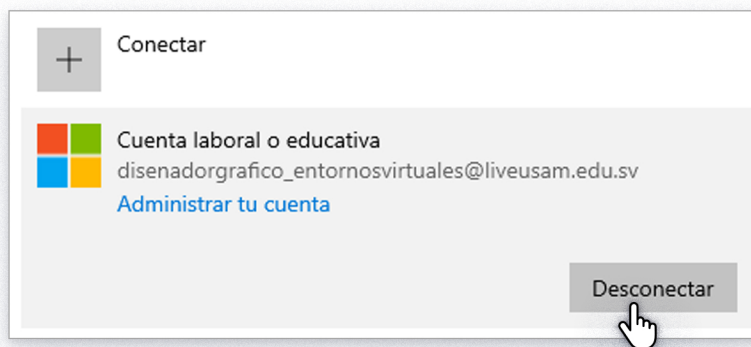 Conectar
Cuenta laboral o educativa
disenadorgrafico_entornosvirtuales@liveusam.edu.sv
Administrar tu cuenta
Desconectar